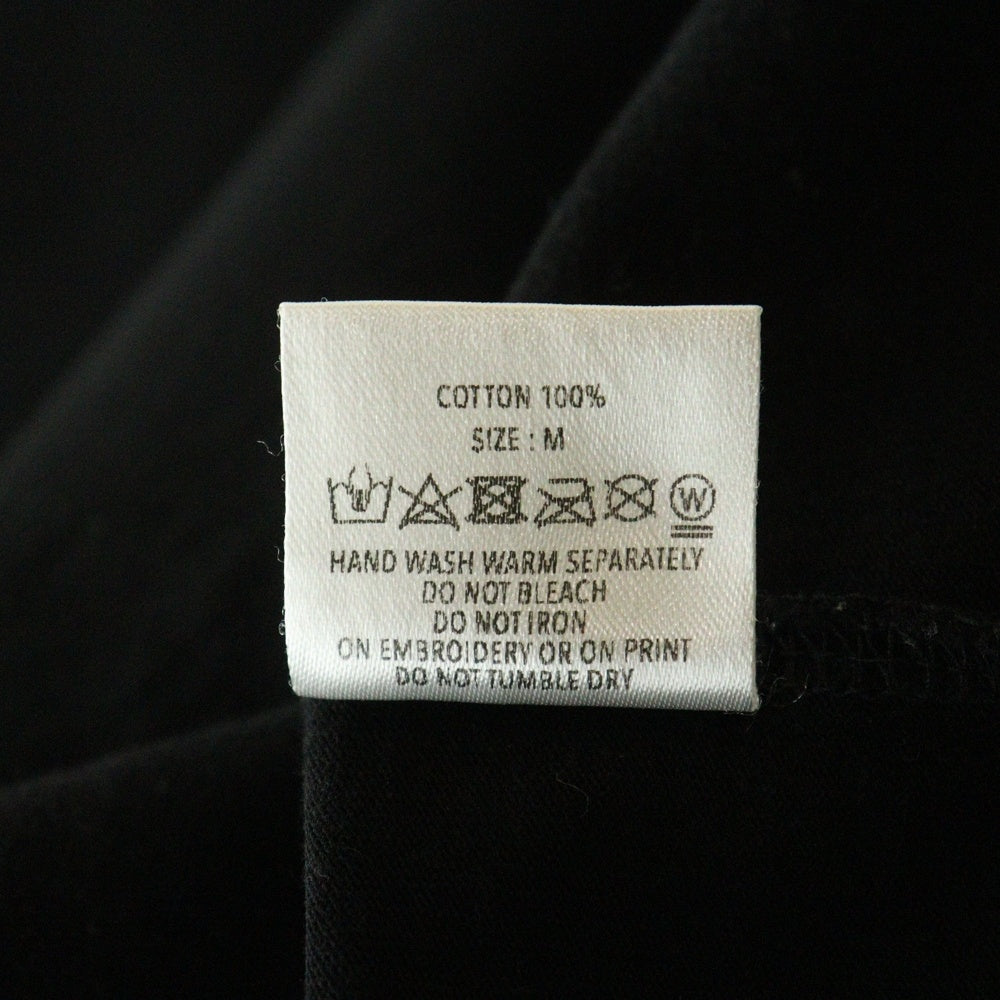 COTTON 100%
SIZE : M
W
HAND WASH WARM SEPARATELY
DO NOT BLEACH
DO NOT IRON
ON EMBROIDERY OR ON PRINT
DO NOT TUMBLE DRY